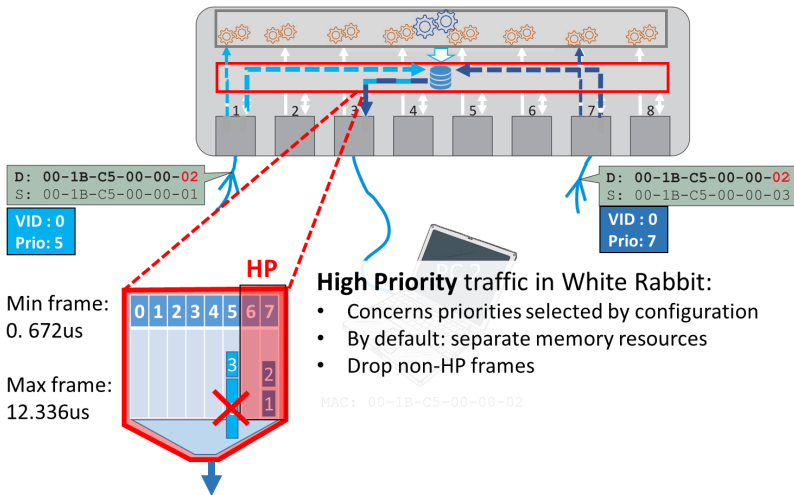 1 2 3 4 5 6 7 8
D: 00-1B-C5-00-00-02
S: 00-1B-C5-00-00-01
VID : 0
Prio: 5
D: 00-1B-C5-00-00-02
S: 00-1B-C5-00-00-03
VID : 0
Prio: 7
HP
Min frame:
0. 672us
Max frame:
12.336us
0 1 2 3 4 5 6 7
3
2
1
PC 2
High Priority traffic in White Rabbit:
• Concerns priorities selected by configuration
• By default: separate memory resources
• Drop non-HP frames
MAC: 00-1B-C5-00-00-02